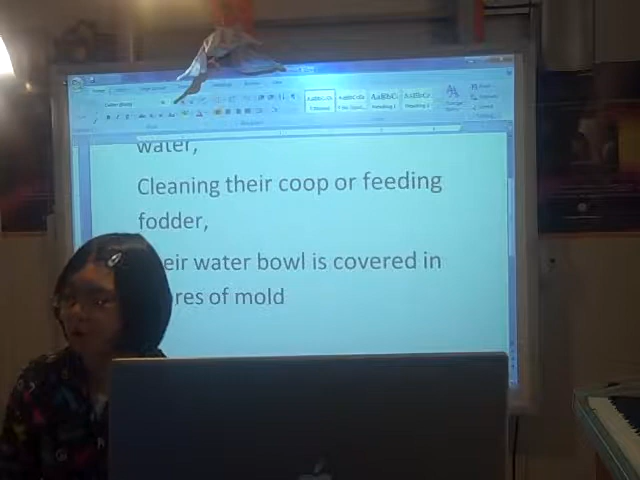 water,
Cleaning their coop or feeding
fodder,
eir water bowl is covered in
res of mold